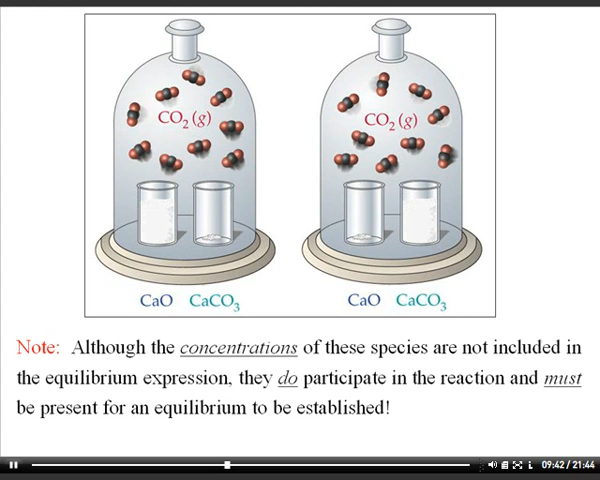 CO₂(g) CO₂(g)
CaO CaCO₃ CaO CaCO₃
Note: Although the concentrations of these species are not included in
the equilibrium expression, they do participate in the reaction and must
be present for an equilibrium to be established!
09:42 / 21:44